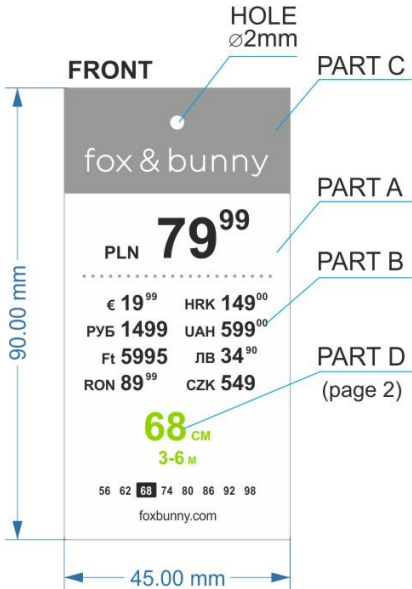 HOLE
⌀2mm
FRONT
PART C
fox & bunny
PART A
PLN 79⁹⁹
PART B
€ 19⁹⁹ HRK 149⁰⁰
РУБ 1499 UAH 599⁰⁰
Ft 5995 ЛВ 34⁹⁰
RON 89⁹⁹ CZK 549
PART D
(page 2)
68 СМ
3-6 М
56 62 68 74 80 86 92 98
foxbunny.com
90.00 mm
45.00 mm